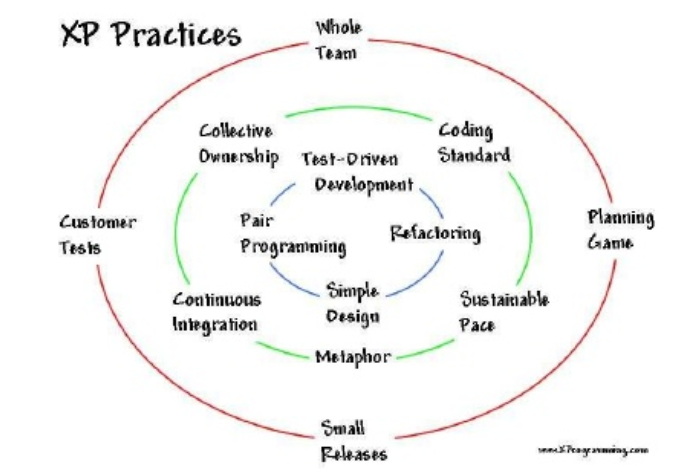 XP Practices
Whole
Team
Collective
Ownership
Coding
Standard
Test-Driven
Development
Customer
Tests
Pair
Programming
Refactoring
Planning
Game
Continuous
Integration
Simple
Design
Sustainable
Pace
Metaphor
Small
Releases
www.XProgramming.com